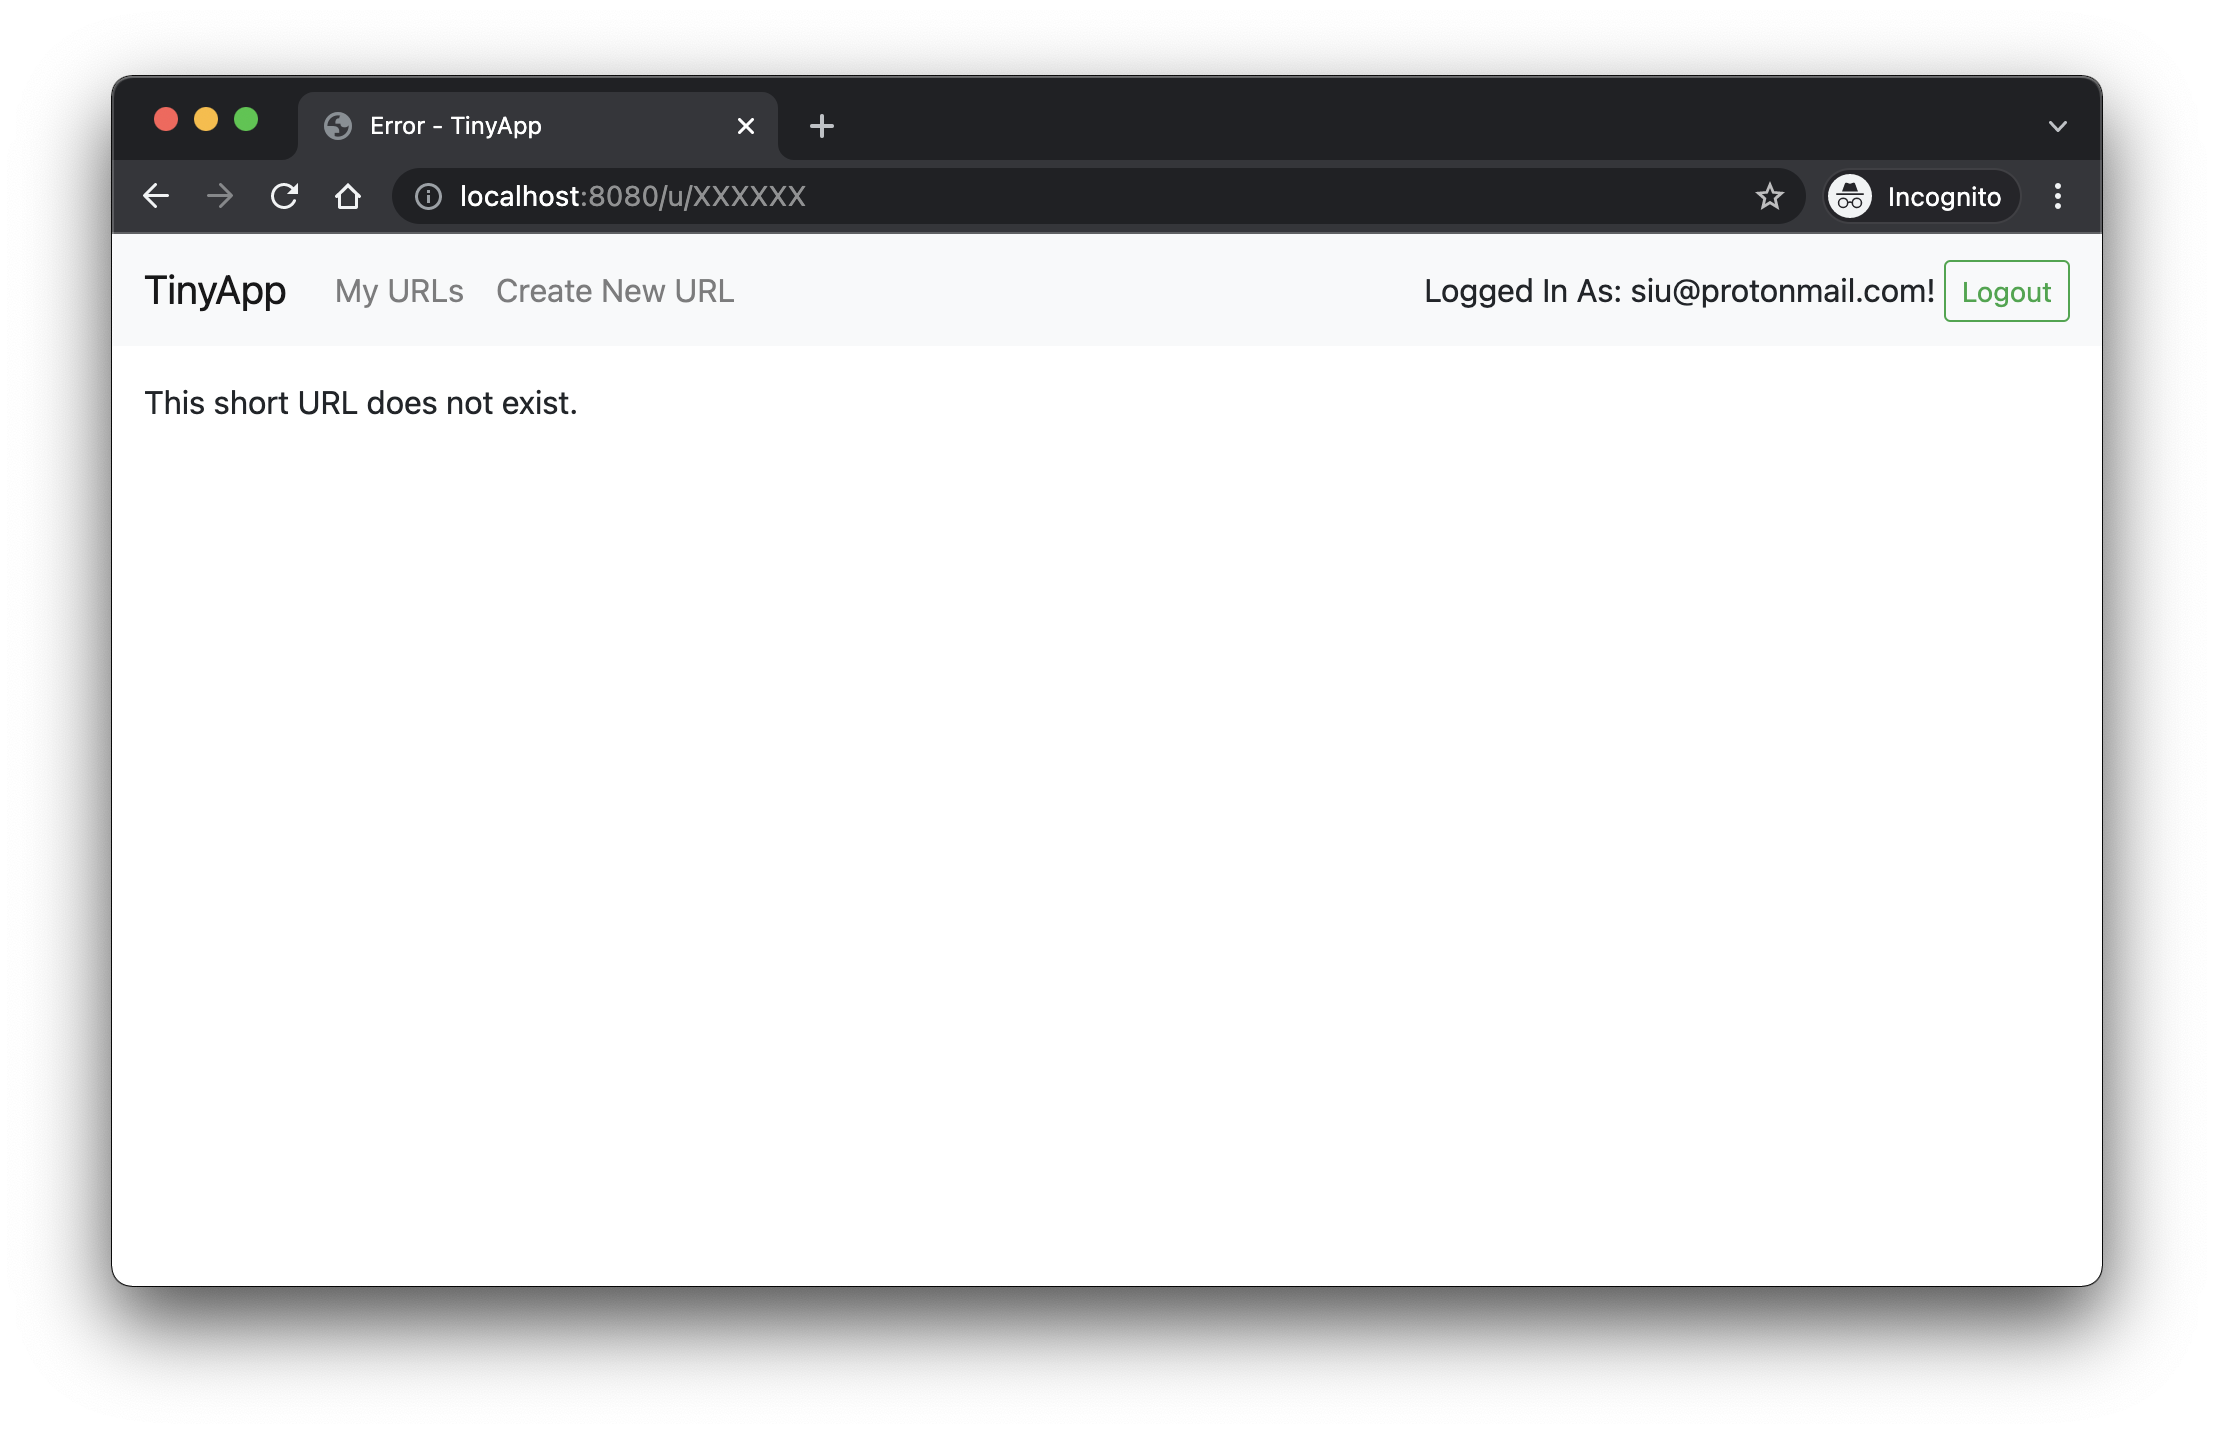 Error - TinyApp
localhost:8080/u/XXXXXX
Incognito
TinyApp My URLs Create New URL Logged In As: siu@protonmail.com! Logout
This short URL does not exist.